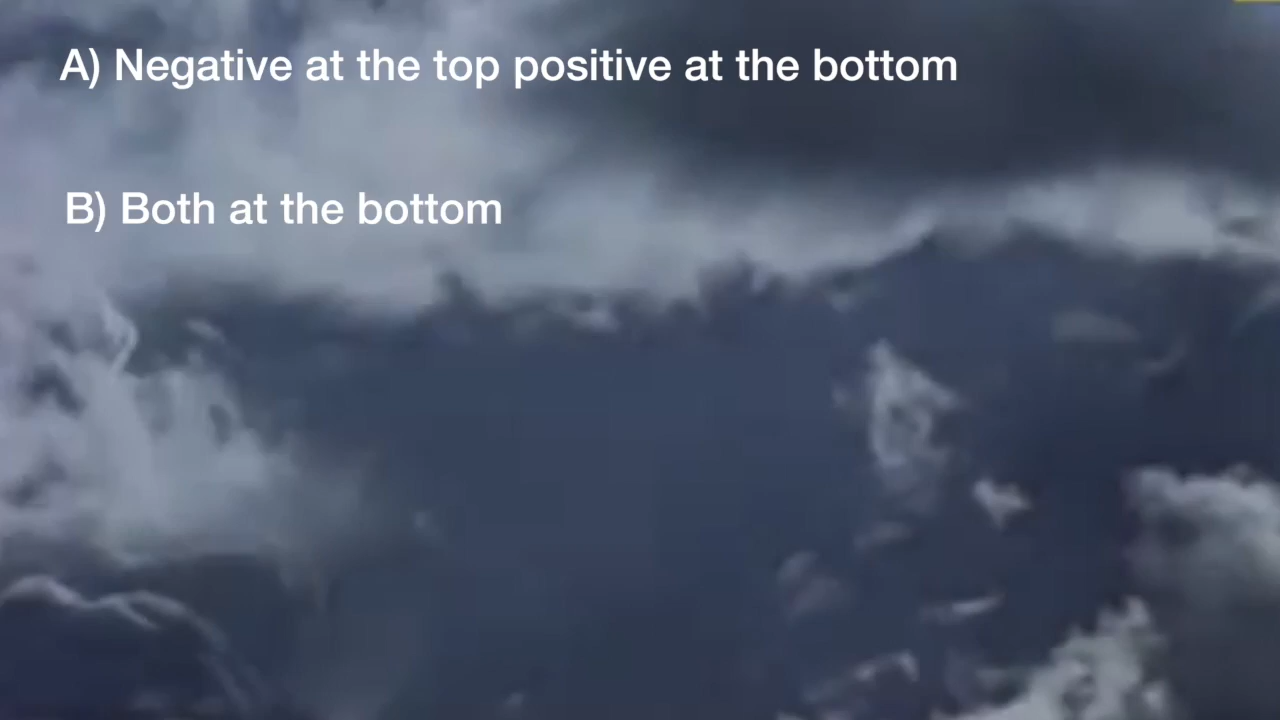 A) Negative at the top positive at the bottom
B) Both at the bottom